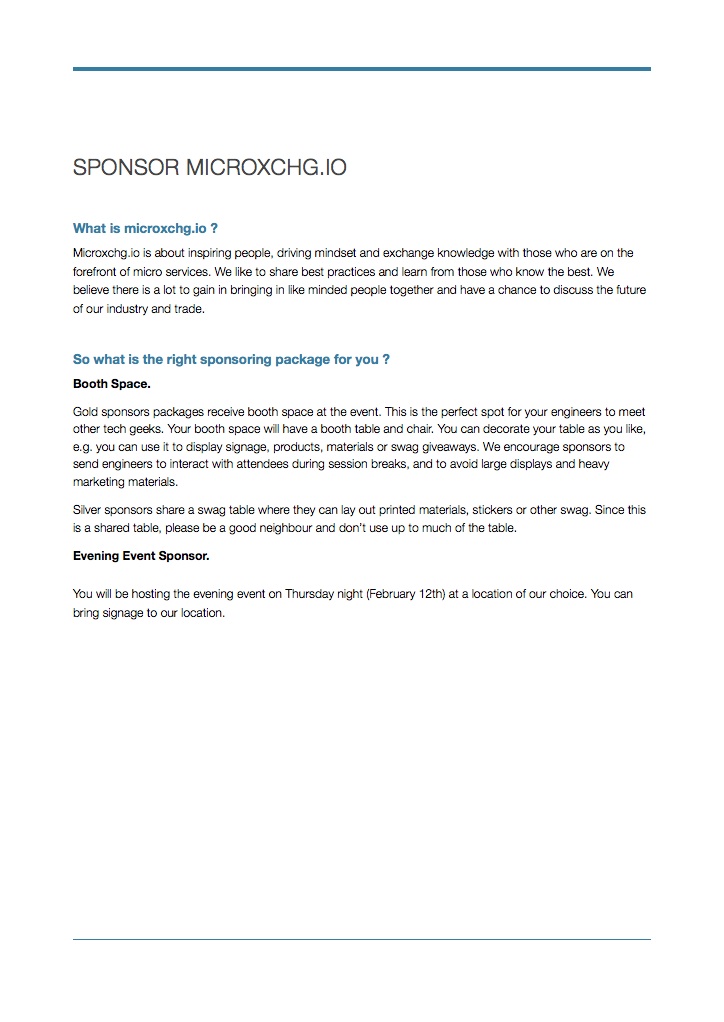 SPONSOR MICROXCHG.IO
What is microxchg.io ?
Microxchg.io is about inspiring people, driving mindset and exchange knowledge with those who are on the
forefront of micro services. We like to share best practices and learn from those who know the best. We
believe there is a lot to gain in bringing in like minded people together and have a chance to discuss the future
of our industry and trade.
So what is the right sponsoring package for you ?
Booth Space.
Gold sponsors packages receive booth space at the event. This is the perfect spot for your engineers to meet
other tech geeks. Your booth space will have a booth table and chair. You can decorate your table as you like,
e.g. you can use it to display signage, products, materials or swag giveaways. We encourage sponsors to
send engineers to interact with attendees during session breaks, and to avoid large displays and heavy
marketing materials.
Silver sponsors share a swag table where they can lay out printed materials, stickers or other swag. Since this
is a shared table, please be a good neighbour and don't use up to much of the table.
Evening Event Sponsor.
You will be hosting the evening event on Thursday night (February 12th) at a location of our choice. You can
bring signage to our location.